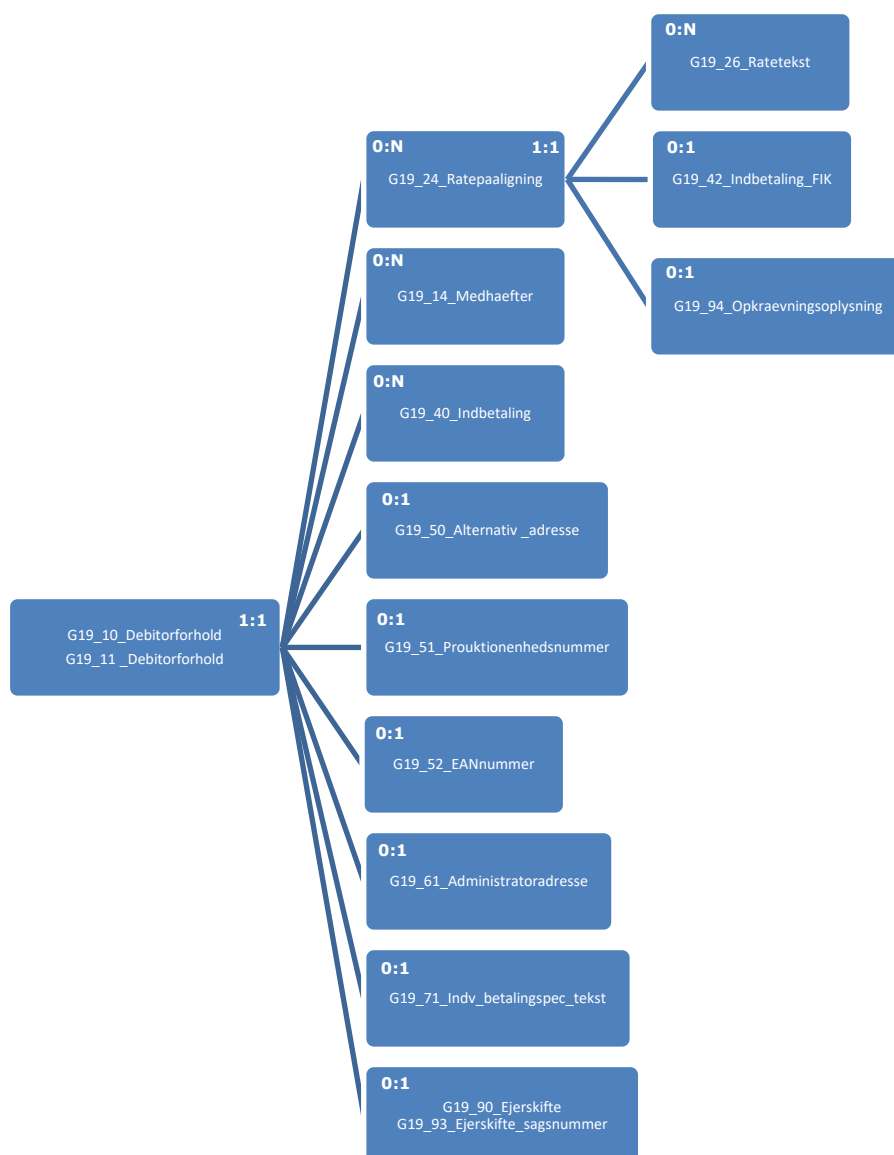 0:N
G19_26_Ratetekst
0:N 1:1
G19_24_Ratepaaligning
0:1
G19_42_Indbetaling_FIK
0:N
G19_14_Medhaefter
0:1
G19_94_Opkraevningsoplysning
0:N
G19_40_Indbetaling
0:1
G19_50_Alternativ _adresse
1:1
G19_10_Debitorforhold
G19_11 _Debitorforhold
0:1
G19_51_Prouktionenhedsnummer
0:1
G19_52_EANnummer
0:1
G19_61_Administratoradresse
0:1
G19_71_Indv_betalingspec_tekst
0:1
G19_90_Ejerskifte
G19_93_Ejerskifte_sagsnummer